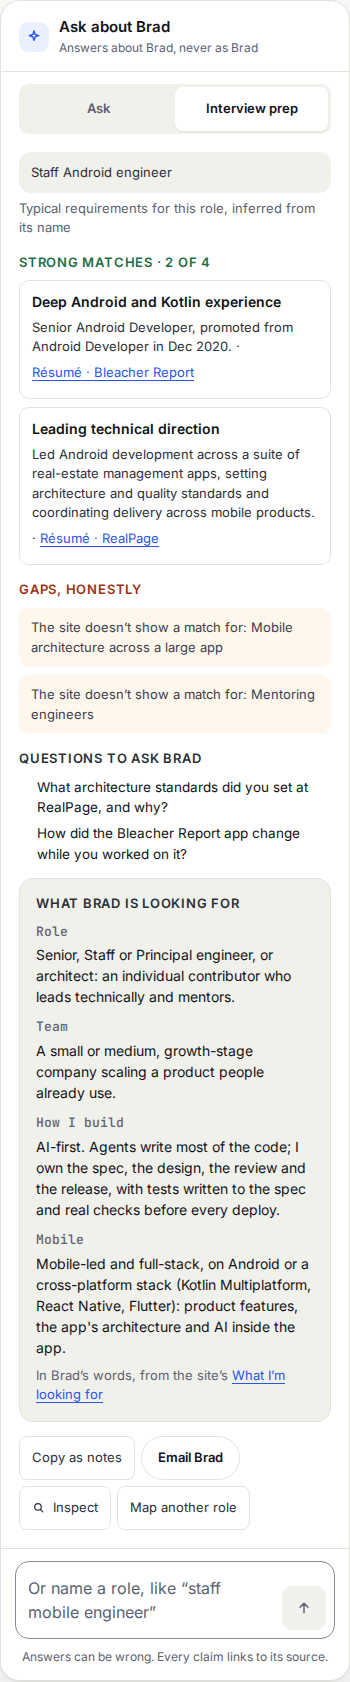 Ask about Brad
Answers about Brad, never as Brad
Ask
Interview prep
Staff Android engineer
Typical requirements for this role, inferred from
its name
STRONG MATCHES · 2 OF 4
Deep Android and Kotlin experience
Senior Android Developer, promoted from
Android Developer in Dec 2020. ·
Résumé · Bleacher Report
Leading technical direction
Led Android development across a suite of
real-estate management apps, setting
architecture and quality standards and
coordinating delivery across mobile products.
· Résumé · RealPage
GAPS, HONESTLY
The site doesn’t show a match for: Mobile
architecture across a large app
The site doesn’t show a match for: Mentoring
engineers
QUESTIONS TO ASK BRAD
What architecture standards did you set at
RealPage, and why?
How did the Bleacher Report app change
while you worked on it?
WHAT BRAD IS LOOKING FOR
Role
Senior, Staff or Principal engineer, or
architect: an individual contributor who
leads technically and mentors.
Team
A small or medium, growth-stage
company scaling a product people
already use.
How I build
AI-first. Agents write most of the code; I
own the spec, the design, the review and
the release, with tests written to the spec
and real checks before every deploy.
Mobile
Mobile-led and full-stack, on Android or a
cross-platform stack (Kotlin Multiplatform,
React Native, Flutter): product features,
the app's architecture and AI inside the
app.
In Brad’s words, from the site’s What I’m
looking for
Copy as notes
Email Brad
Inspect
Map another role
Or name a role, like “staff
mobile engineer”
Answers can be wrong. Every claim links to its source.